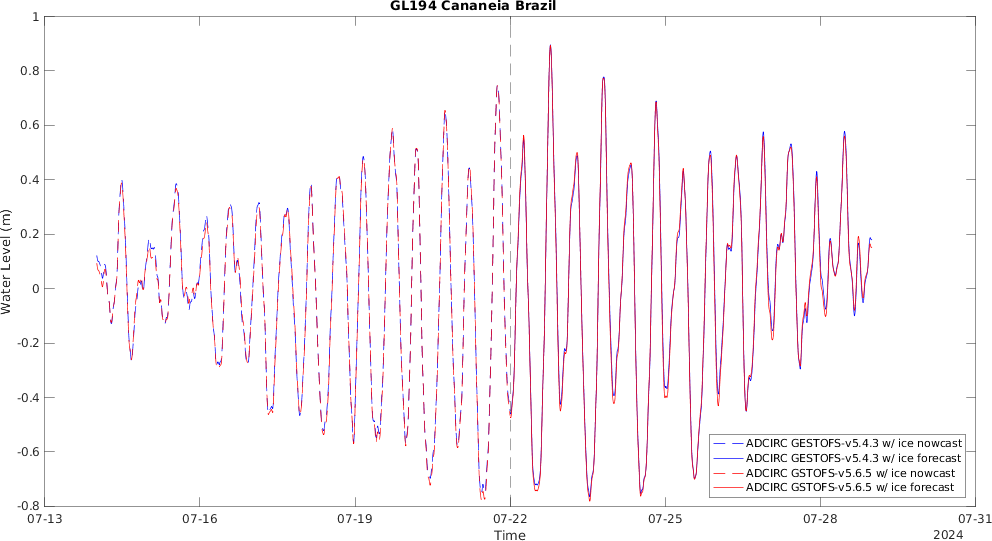 GL194 Cananeia Brazil
1
0.8
0.6
0.4
0.2
0
-0.2
-0.4
-0.6
-0.8
Water Level (m)
07-13
07-16
07-19
07-22
07-25
07-28
07-31
Time
2024
ADCIRC GESTOFS-v5.4.3 w/ ice nowcast
ADCIRC GESTOFS-v5.4.3 w/ ice forecast
ADCIRC GSTOFS-v5.6.5 w/ ice nowcast
ADCIRC GSTOFS-v5.6.5 w/ ice forecast